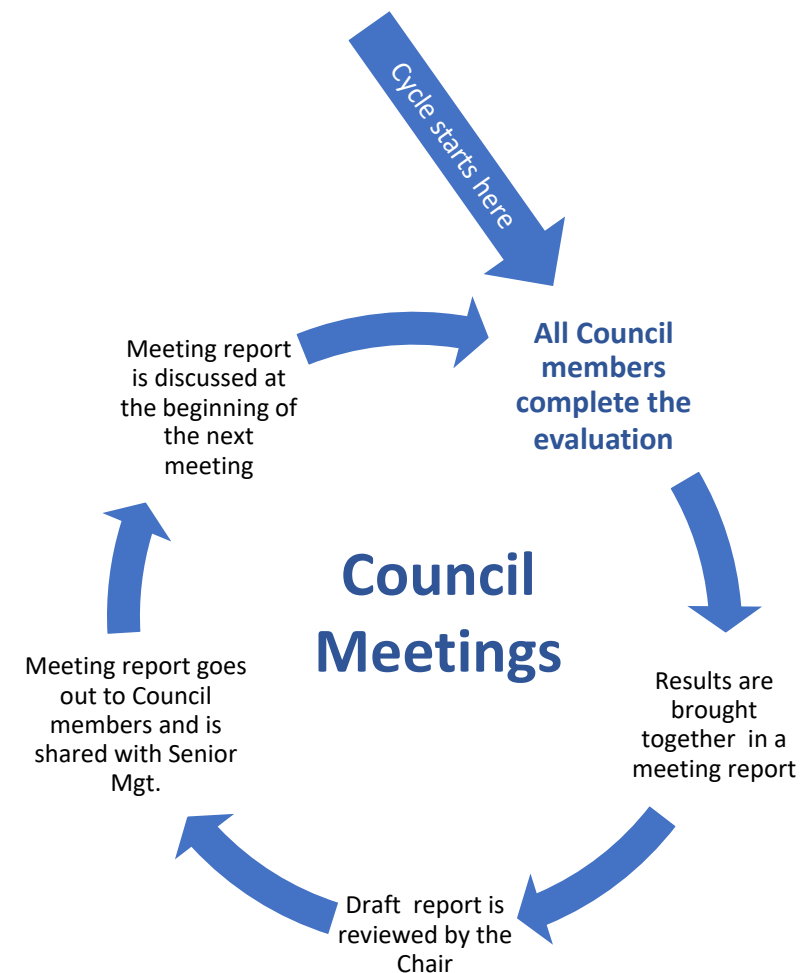 Cycle starts here
All Council
members
complete the
evaluation
Results are
brought
together  in a
meeting report
Draft  report is
reviewed by the
Chair
Meeting report goes
out to Council
members and is
shared with Senior
Mgt.
Meeting report
is discussed at
the beginning of
the next
meeting
Council
Meetings